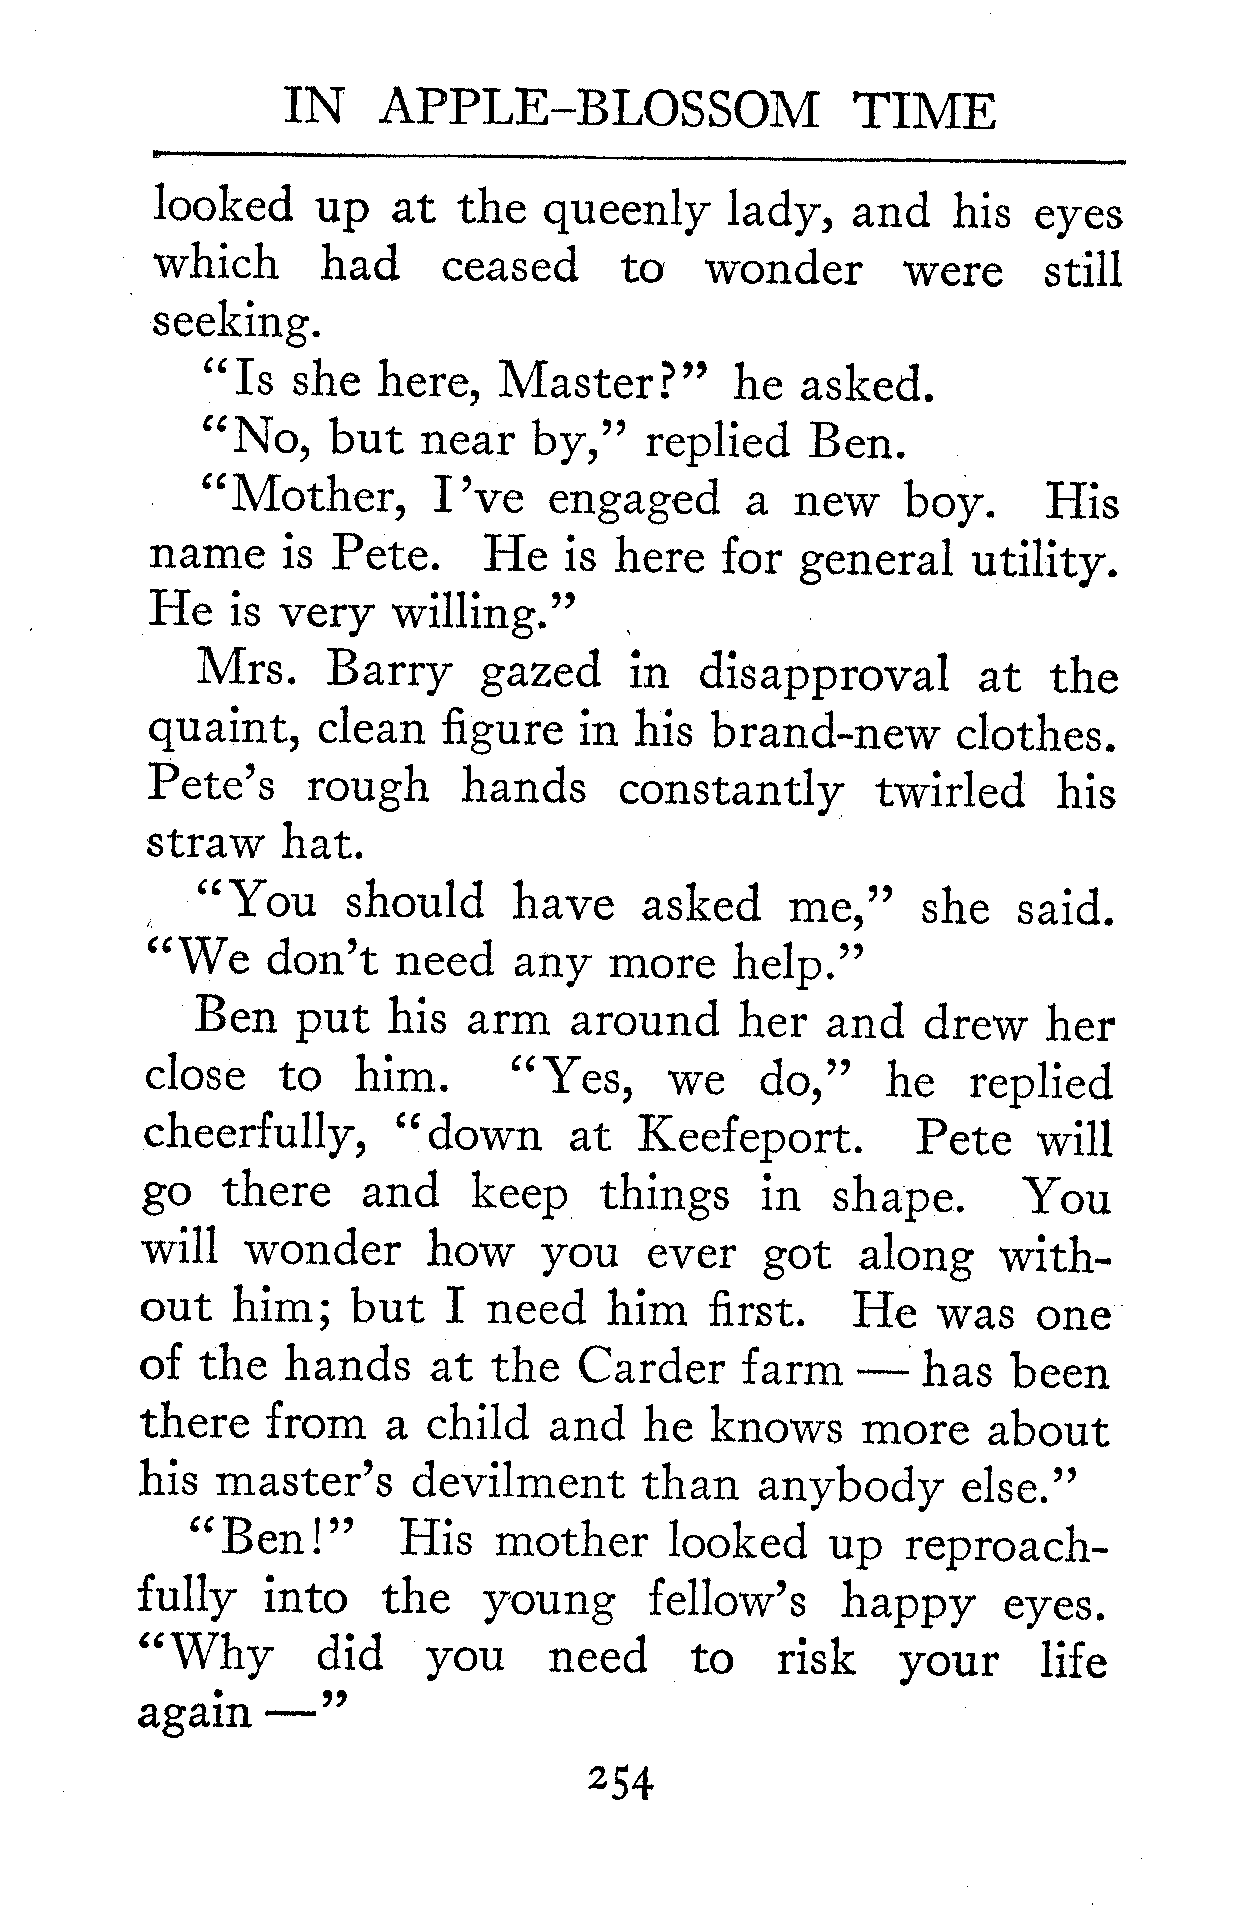 IN APPLE-BLOSSOM TIME
looked up at the queenly lady, and his eyes
which had ceased to wonder were still
seeking.
“Is she here, Master?” he asked.
“No, but near by,” replied Ben.
“Mother, I’ve engaged a new boy. His
name is Pete. He is here for general utility.
He is very willing.”
Mrs. Barry gazed in disapproval at the
quaint, clean figure in his brand-new clothes.
Pete’s rough hands constantly twirled his
straw hat.
“You should have asked me,” she said.
“We don’t need any more help.”
Ben put his arm around her and drew her
close to him. “Yes, we do,” he replied
cheerfully, “down at Keefeport. Pete will
go there and keep things in shape. You
will wonder how you ever got along with-
out him; but I need him first. He was one
of the hands at the Carder farm — has been
there from a child and he knows more about
his master’s devilment than anybody else.”
“Ben!” His mother looked up reproach-
fully into the young fellow’s happy eyes.
“Why did you need to risk your life
again —”
254